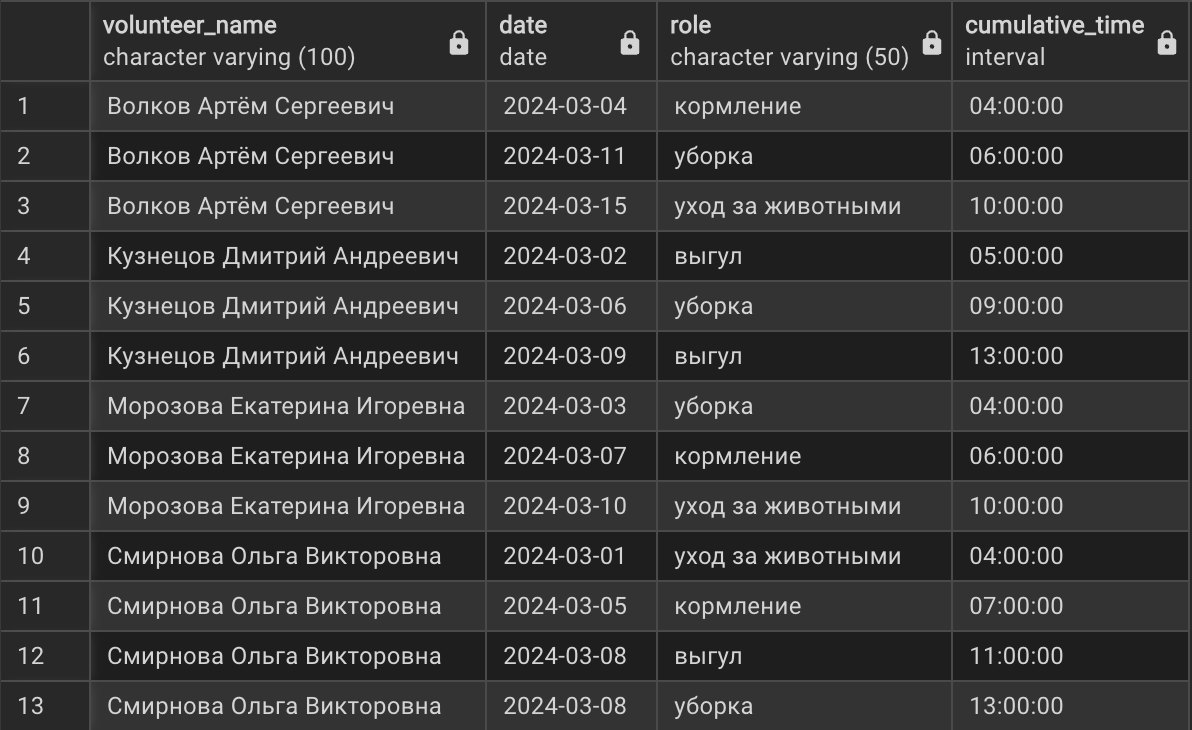 volunteer_name date role cumulative_time
character varying (100) date character varying (50) interval
1 Волков Артём Сергеевич 2024-03-04 кормление 04:00:00
2 Волков Артём Сергеевич 2024-03-11 уборка 06:00:00
3 Волков Артём Сергеевич 2024-03-15 уход за животными 10:00:00
4 Кузнецов Дмитрий Андреевич 2024-03-02 выгул 05:00:00
5 Кузнецов Дмитрий Андреевич 2024-03-06 уборка 09:00:00
6 Кузнецов Дмитрий Андреевич 2024-03-09 выгул 13:00:00
7 Морозова Екатерина Игоревна 2024-03-03 уборка 04:00:00
8 Морозова Екатерина Игоревна 2024-03-07 кормление 06:00:00
9 Морозова Екатерина Игоревна 2024-03-10 уход за животными 10:00:00
10 Смирнова Ольга Викторовна 2024-03-01 уход за животными 04:00:00
11 Смирнова Ольга Викторовна 2024-03-05 кормление 07:00:00
12 Смирнова Ольга Викторовна 2024-03-08 выгул 11:00:00
13 Смирнова Ольга Викторовна 2024-03-08 уборка 13:00:00